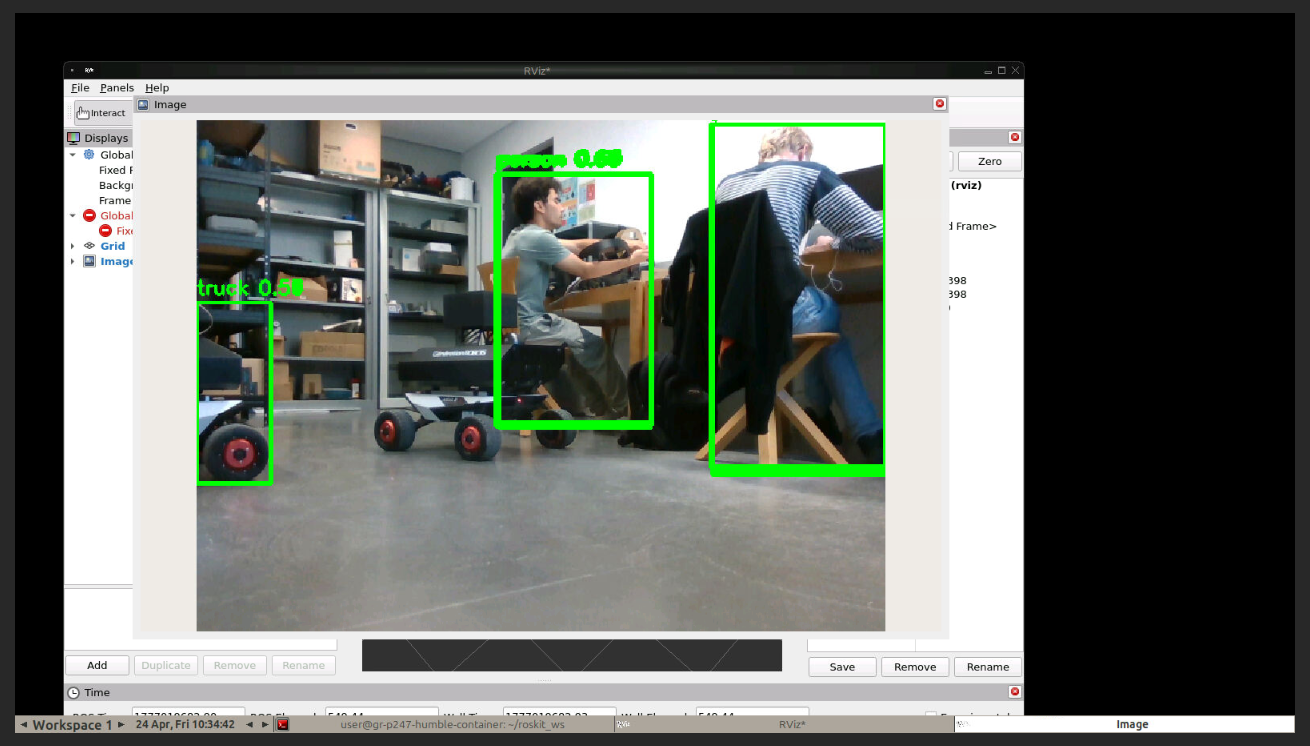 RViz*
File Panels Help
Interact
Image
Displays
Zero
Global
Fixed F
(rviz)
Backgr
Frame
Global
Fixe
d Frame>
Grid
Image
398
398
person 0.65
truck 0.55
Add Duplicate Remove Rename
Save Remove Rename
Time
Workspace 1 24 Apr, Fri 10:34:42 user@gr-p247-humble-container: ~/roskit_ws RViz* Image